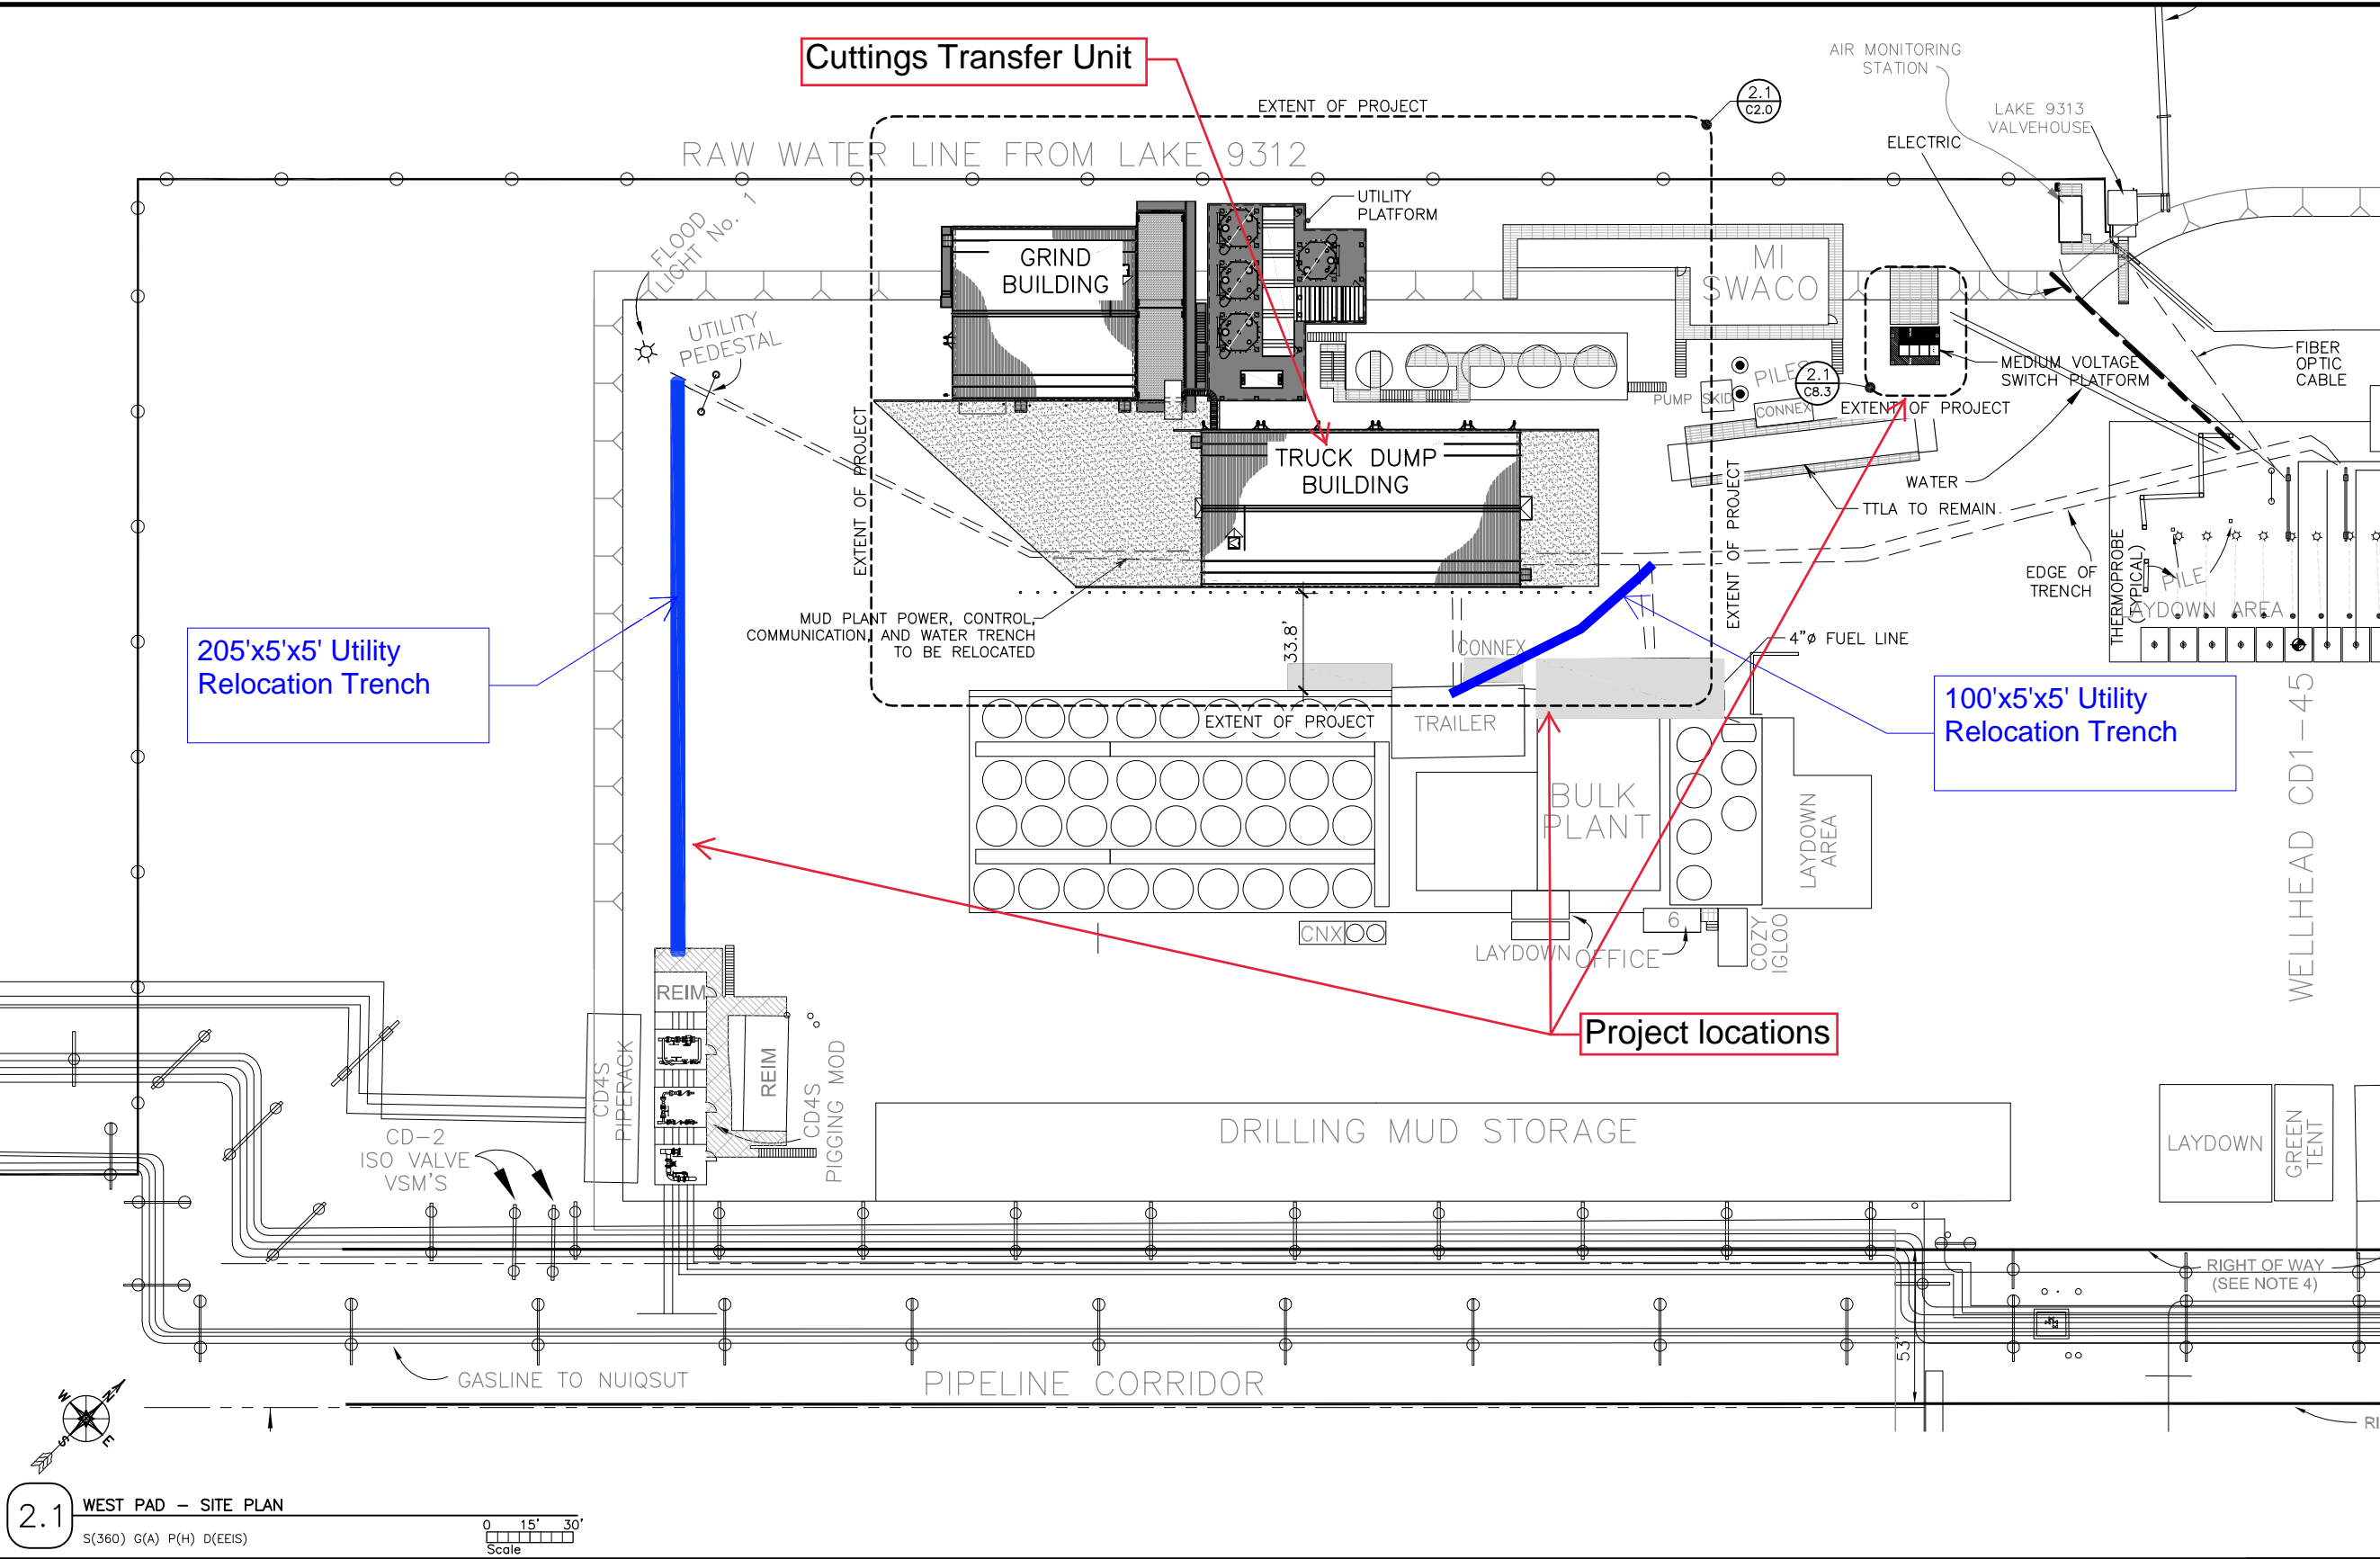 Cuttings Transfer Unit
EXTENT OF PROJECT
2.1
C2.0
AIR MONITORING
STATION
LAKE 9313
VALVEHOUSE
ELECTRIC
RAW WATER LINE FROM LAKE 9312
FLOOD
LIGHT No. 1
UTILITY
PLATFORM
GRIND
BUILDING
MI
SWACO
UTILITY
PEDESTAL
MEDIUM VOLTAGE
SWITCH PLATFORM
FIBER
OPTIC
CABLE
PILES
2.1
C8.3
PUMP SKID
CONNEX
EXTENT OF PROJECT
EXTENT OF PROJECT
TRUCK DUMP
BUILDING
EXTENT OF PROJECT
WATER
TTLA TO REMAIN
THERMOPROBE
(TYPICAL)
EDGE OF
TRENCH
PILE
LAYDOWN AREA
MUD PLANT POWER, CONTROL,
COMMUNICATION, AND WATER TRENCH
TO BE RELOCATED
33.8'
CONNEX
4"ø FUEL LINE
205'x5'x5' Utility
Relocation Trench
100'x5'x5' Utility
Relocation Trench
EXTENT OF PROJECT
TRAILER
BULK
PLANT
LAYDOWN
AREA
WELLHEAD CD1-45
CNX
LAYDOWN
OFFICE
6
COZY
IGLOO
REIM
REIM
CD4S
PIPERACK
CD4S
PIGGING MOD
Project locations
CD-2
ISO VALVE
VSM'S
DRILLING MUD STORAGE
LAYDOWN
GREEN
TENT
RIGHT OF WAY
(SEE NOTE 4)
53'
GASLINE TO NUIQSUT
PIPELINE CORRIDOR
RI
W
N
S
E
2.1
WEST PAD - SITE PLAN
S(360) G(A) P(H) D(EEIS)
0 15' 30'
Scale